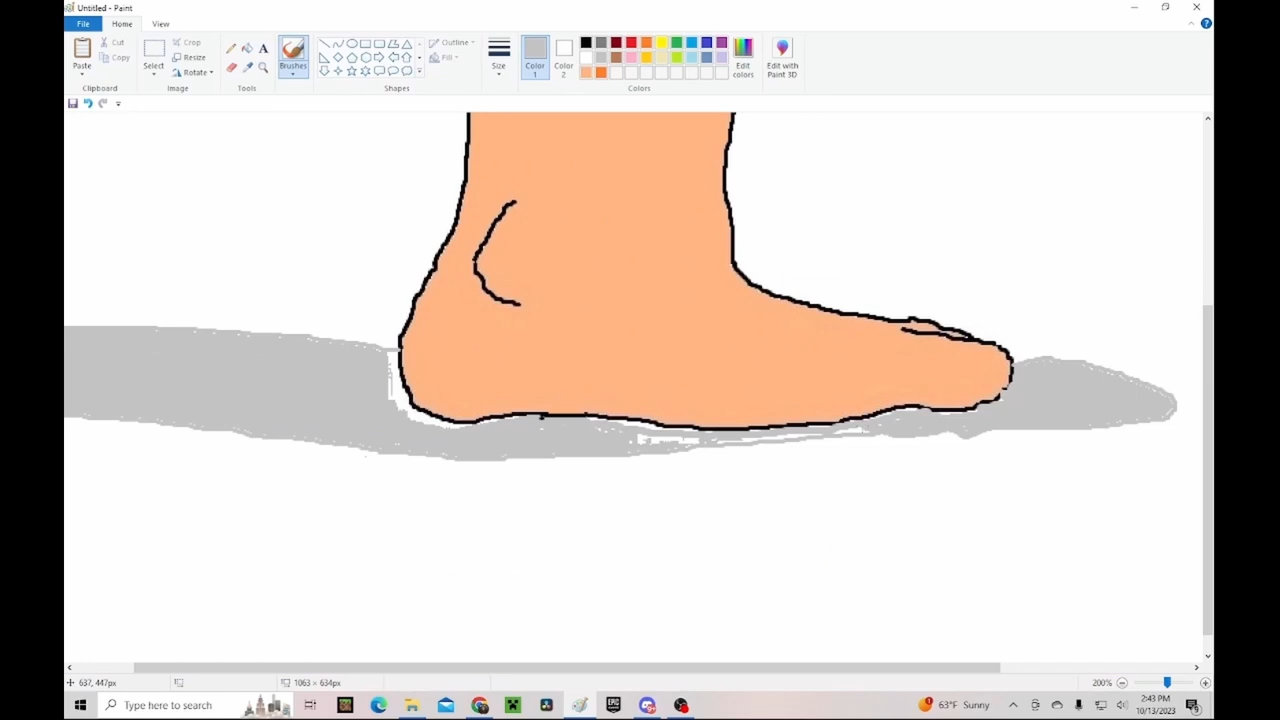 Untitled - Paint
File Home View
Paste
Cut
Copy
Clipboard
Select
Crop
Resize
Rotate
Image
A
Tools
Brushes
Shapes
Outline
Fill
Size
Color 1
Color 2
Colors
Edit colors
Edit with Paint 3D
637, 447px
1063 × 634px
200%
Type here to search
EPIC
63°F Sunny
2:43 PM
10/13/2023